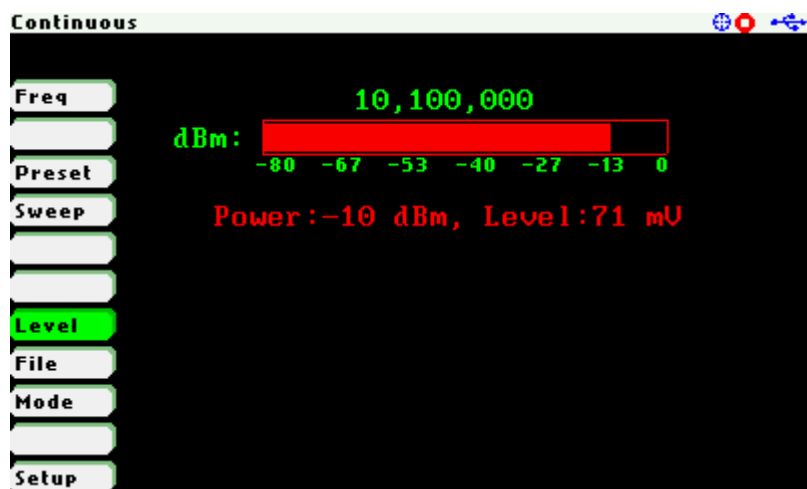 Continuous
Freq
10,100,000
dBm:
-80 -67 -53 -40 -27 -13 0
Preset
Sweep
Power:-10 dBm, Level:71 mV
Level
File
Mode
Setup